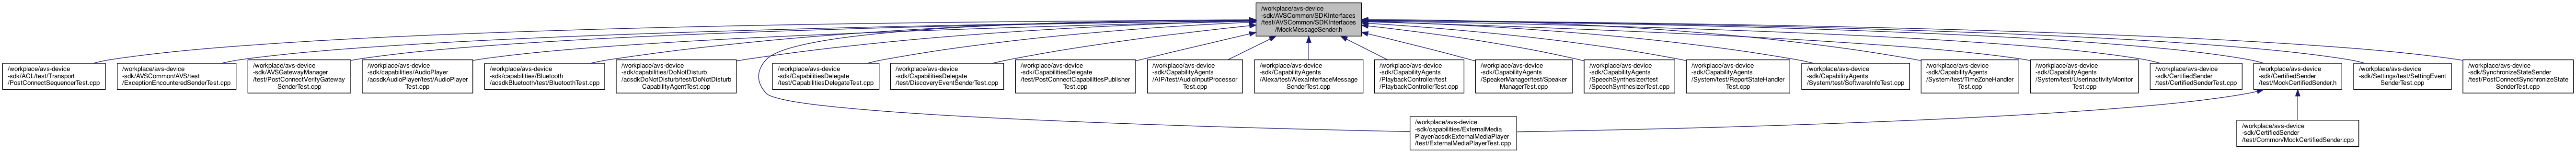 /workplace/avs-device
-sdk/AVSCommon/SDKInterfaces
/test/AVSCommon/SDKInterfaces
/MockMessageSender.h
/workplace/avs-device
-sdk/ACL/test/Transport
/PostConnectSequencerTest.cpp
/workplace/avs-device
-sdk/AVSCommon/AVS/test
/ExceptionEncounteredSenderTest.cpp
/workplace/avs-device
-sdk/AVSGatewayManager
/test/PostConnectVerifyGateway
SenderTest.cpp
/workplace/avs-device
-sdk/capabilities/AudioPlayer
/acsdkAudioPlayer/test/AudioPlayer
Test.cpp
/workplace/avs-device
-sdk/capabilities/Bluetooth
/acsdkBluetooth/test/BluetoothTest.cpp
/workplace/avs-device
-sdk/capabilities/DoNotDisturb
/acsdkDoNotDisturb/test/DoNotDisturb
CapabilityAgentTest.cpp
/workplace/avs-device
-sdk/CapabilitiesDelegate
/test/CapabilitiesDelegateTest.cpp
/workplace/avs-device
-sdk/CapabilitiesDelegate
/test/DiscoveryEventSenderTest.cpp
/workplace/avs-device
-sdk/CapabilitiesDelegate
/test/PostConnectCapabilitiesPublisher
Test.cpp
/workplace/avs-device
-sdk/CapabilityAgents
/AIP/test/AudioInputProcessor
Test.cpp
/workplace/avs-device
-sdk/CapabilityAgents
/Alexa/test/AlexaInterfaceMessage
SenderTest.cpp
/workplace/avs-device
-sdk/CapabilityAgents
/PlaybackController/test
/PlaybackControllerTest.cpp
/workplace/avs-device
-sdk/CapabilityAgents
/SpeakerManager/test/Speaker
ManagerTest.cpp
/workplace/avs-device
-sdk/CapabilityAgents
/SpeechSynthesizer/test
/SpeechSynthesizerTest.cpp
/workplace/avs-device
-sdk/CapabilityAgents
/System/test/ReportStateHandler
Test.cpp
/workplace/avs-device
-sdk/CapabilityAgents
/System/test/SoftwareInfoTest.cpp
/workplace/avs-device
-sdk/CapabilityAgents
/System/test/TimeZoneHandler
Test.cpp
/workplace/avs-device
-sdk/CapabilityAgents
/System/test/UserInactivityMonitor
Test.cpp
/workplace/avs-device
-sdk/CertifiedSender
/test/CertifiedSenderTest.cpp
/workplace/avs-device
-sdk/CertifiedSender
/test/MockCertifiedSender.h
/workplace/avs-device
-sdk/Settings/test/SettingEvent
SenderTest.cpp
/workplace/avs-device
-sdk/SynchronizeStateSender
/test/PostConnectSynchronizeState
SenderTest.cpp
/workplace/avs-device
-sdk/capabilities/ExternalMedia
Player/acsdkExternalMediaPlayer
/test/ExternalMediaPlayerTest.cpp
/workplace/avs-device
-sdk/CertifiedSender
/test/Common/MockCertifiedSender.cpp